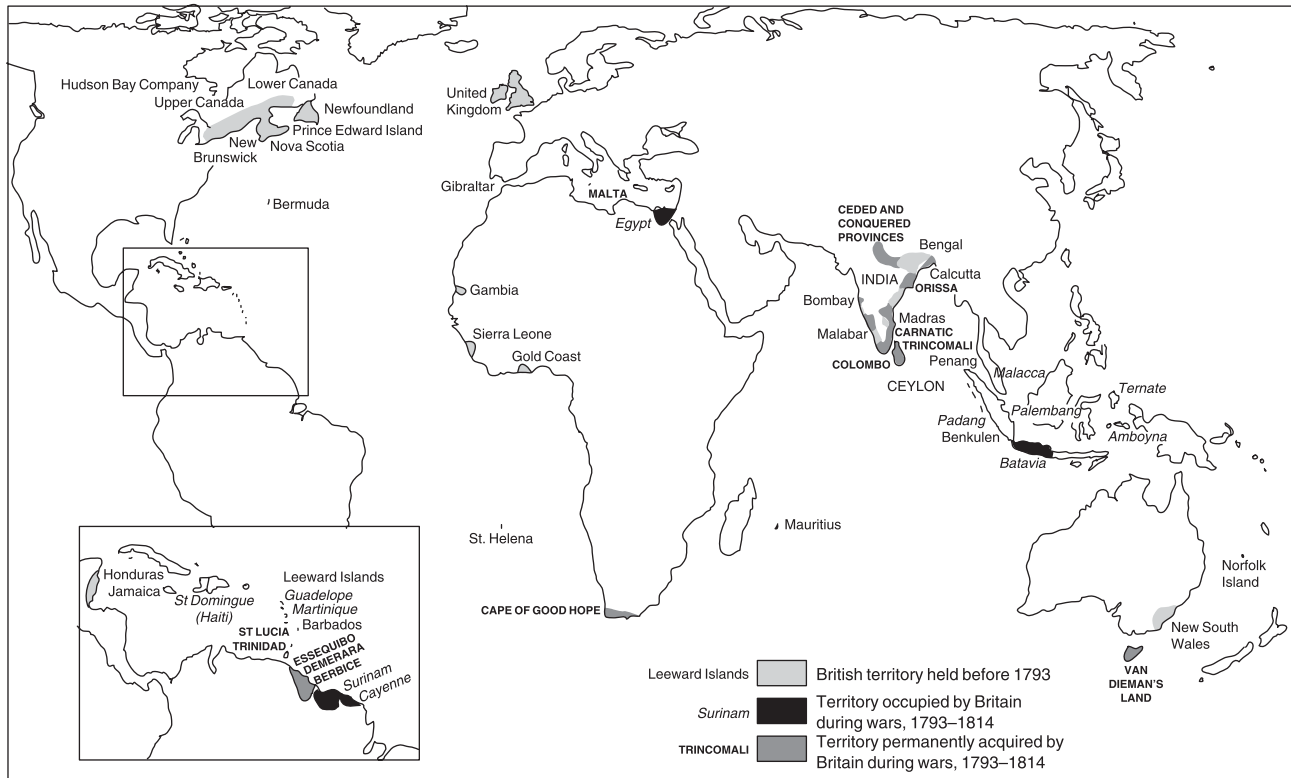 Hudson Bay Company
Lower Canada
Upper Canada
Newfoundland
Prince Edward Island
New
Brunswick
Nova Scotia
Bermuda
United
Kingdom
Gibraltar
MALTA
Egypt
Gambia
Sierra Leone
Gold Coast
CEDED AND
CONQUERED
PROVINCES
Bengal
INDIA
Calcutta
ORISSA
Bombay
Madras
Malabar
CARNATIC
TRINCOMALI
COLOMBO
Penang
CEYLON
Malacca
Ternate
Padang
Palembang
Benkulen
Amboyna
Batavia
St. Helena
Mauritius
CAPE OF GOOD HOPE
Norfolk
Island
New South
Wales
VAN
DIEMAN'S
LAND
Honduras
Jamaica
St Domingue
(Haiti)
Leeward Islands
Guadelope
Martinique
Barbados
ST LUCIA
TRINIDAD
ESSEQUIBO
DEMERARA
BERBICE
Surinam
Cayenne
Leeward Islands
British territory held before 1793
Surinam
Territory occupied by Britain
during wars, 1793–1814
TRINCOMALI
Territory permanently acquired by
Britain during wars, 1793–1814